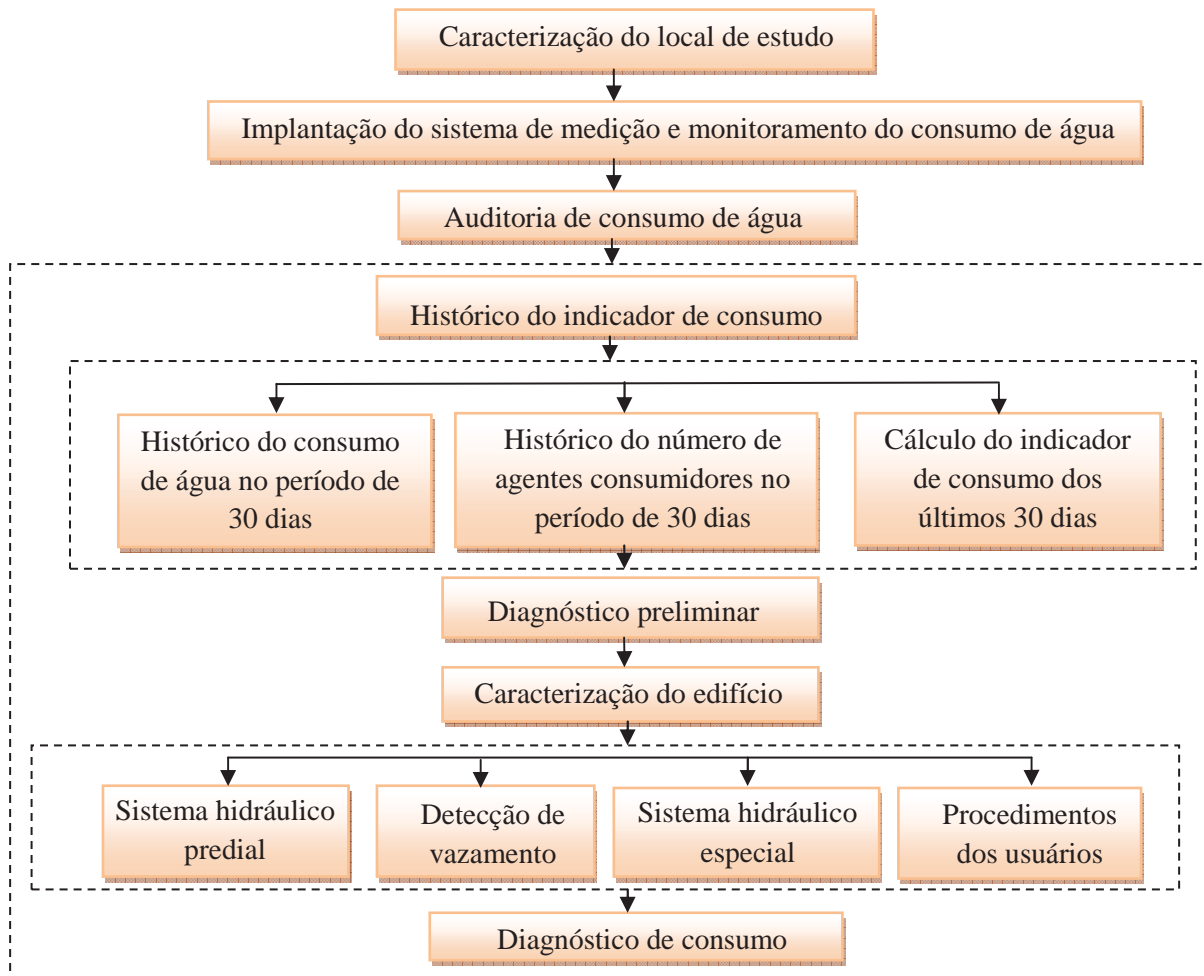 Caracterização do local de estudo
Implantação do sistema de medição e monitoramento do consumo de água
Auditoria de consumo de água
Histórico do indicador de consumo
Histórico do consumo
de água no período de
30 dias
Histórico do número de
agentes consumidores no
período de 30 dias
Cálculo do indicador
de consumo dos
últimos 30 dias
Diagnóstico preliminar
Caracterização do edifício
Sistema hidráulico
predial
Detecção de
vazamento
Sistema hidráulico
especial
Procedimentos
dos usuários
Diagnóstico de consumo